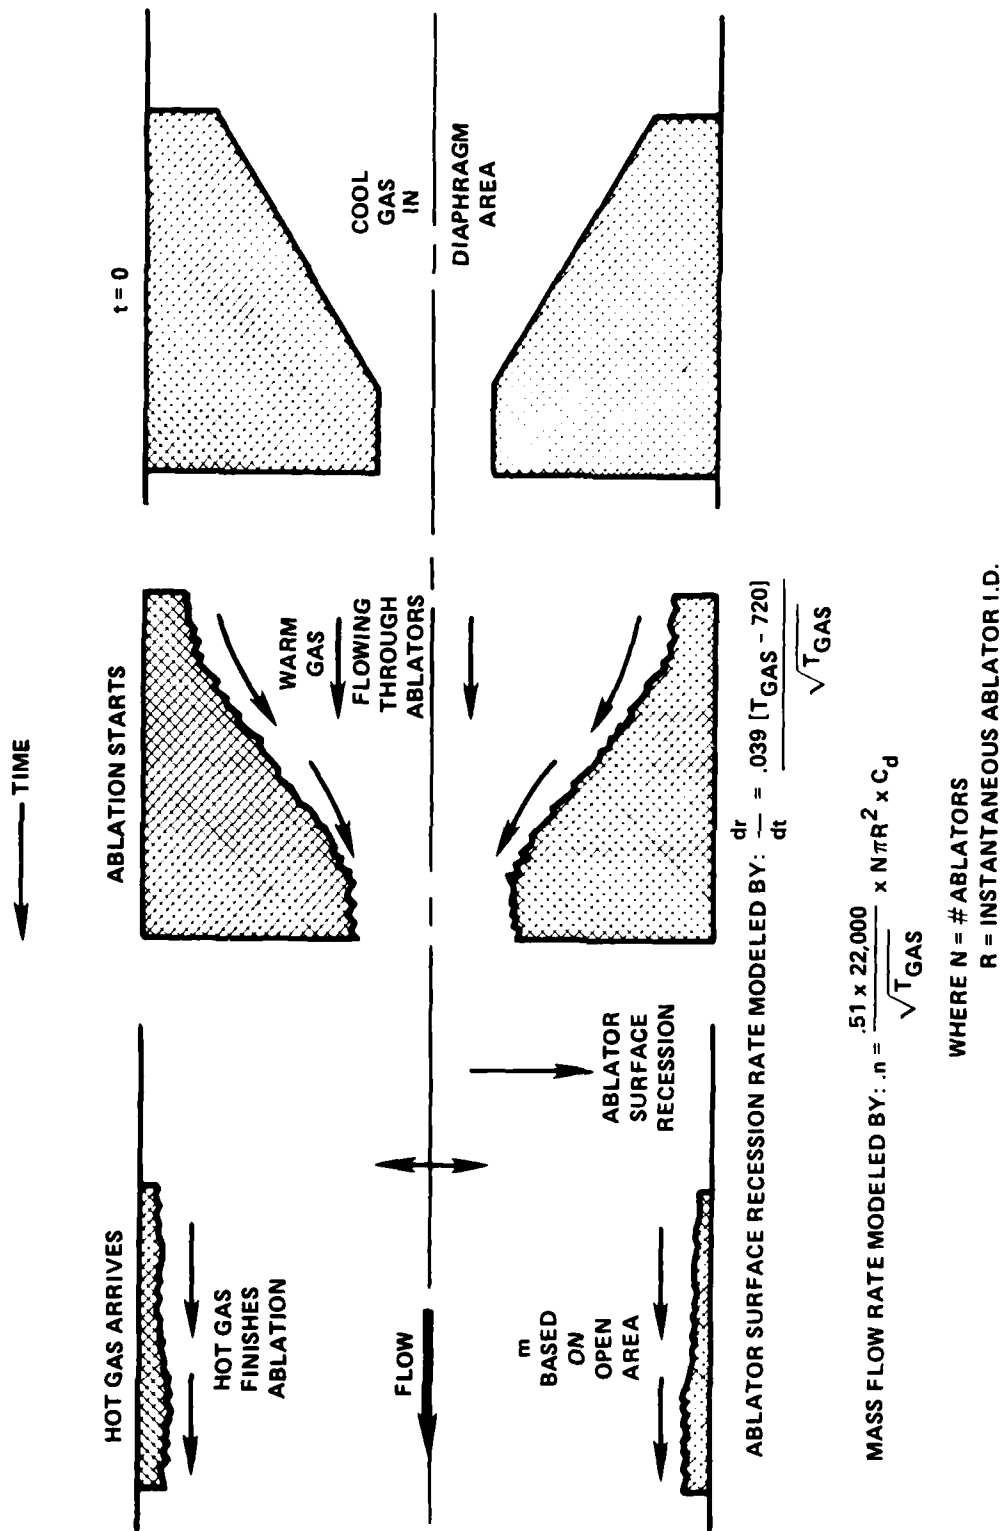 TIME
HOT GAS ARRIVES
ABLATION STARTS
t = 0
HOT GAS
FINISHES
ABLATION
WARM
GAS
FLOWING
THROUGH
ABLATORS
COOL
GAS
IN
DIAPHRAGM
AREA
FLOW
m
BASED
ON
OPEN
AREA
ABLATOR
SURFACE
RECESSION
ABLATOR SURFACE RECESSION RATE MODELED BY: dr/dt = .039 [T_GAS - 720] / √T_GAS
MASS FLOW RATE MODELED BY: .n = .51 x 22,000 / √T_GAS x NπR² x C_d
WHERE N = # ABLATORS
R = INSTANTANEOUS ABLATOR I.D.